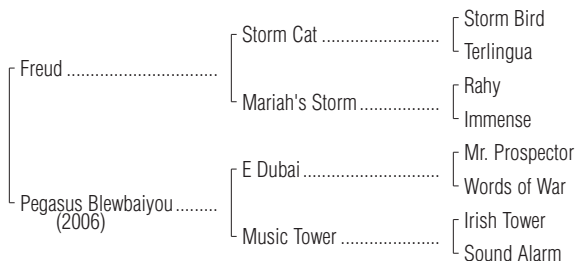 Storm Bird
Storm Cat ........................
Terlingua
Freud ................................
Rahy
Mariah's Storm .................
Immense
Mr. Prospector
E Dubai .............................
Words of War
Pegasus Blewbaiyou .........
(2006)
Irish Tower
Music Tower .....................
Sound Alarm